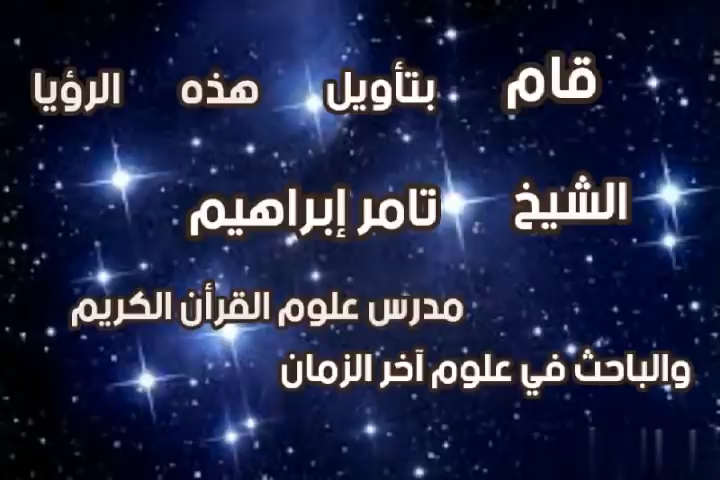 قام بتأويل هذه الرؤيا
الشيخ تامر إبراهيم
مدرس علوم القرأن الكريم
والباحث في علوم آخر الزمان